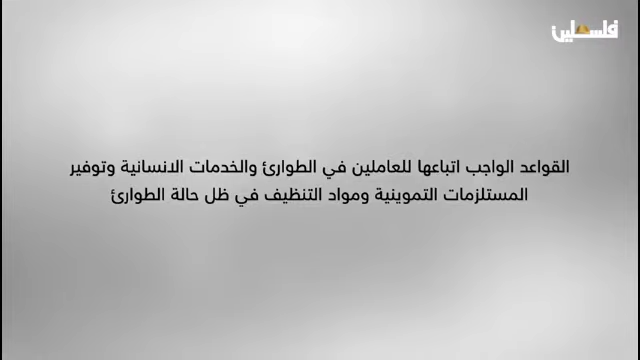 فلسطين
القواعد الواجب اتباعها للعاملين في الطوارئ والخدمات الانسانية وتوفير
المستلزمات التموينية ومواد التنظيف في ظل حالة الطوارئ